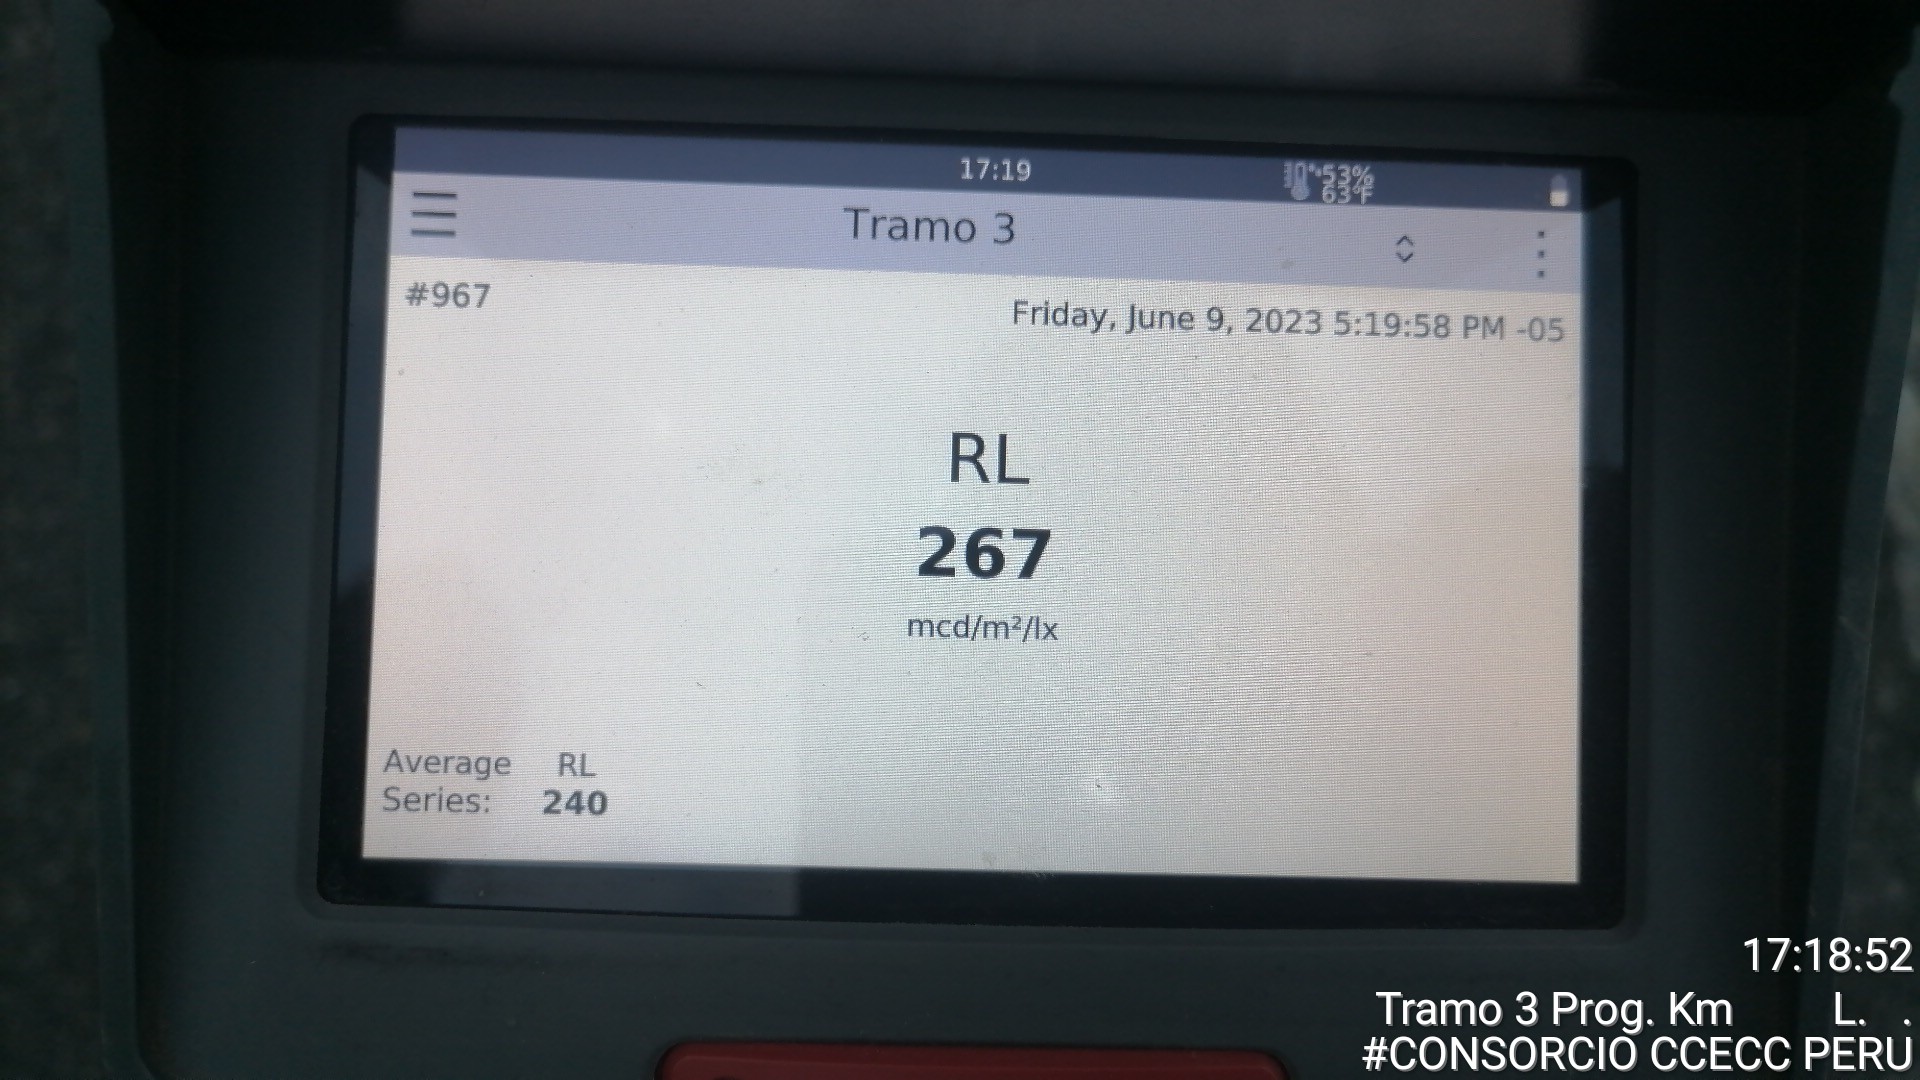 17:19
53%
63°F
Tramo 3
#967
Friday, June 9, 2023 5:19:58 PM -05
RL
267
mcd/m²/lx
Average RL
Series: 240
17:18:52
Tramo 3 Prog. Km L. .
#CONSORCIO CCECC PERU